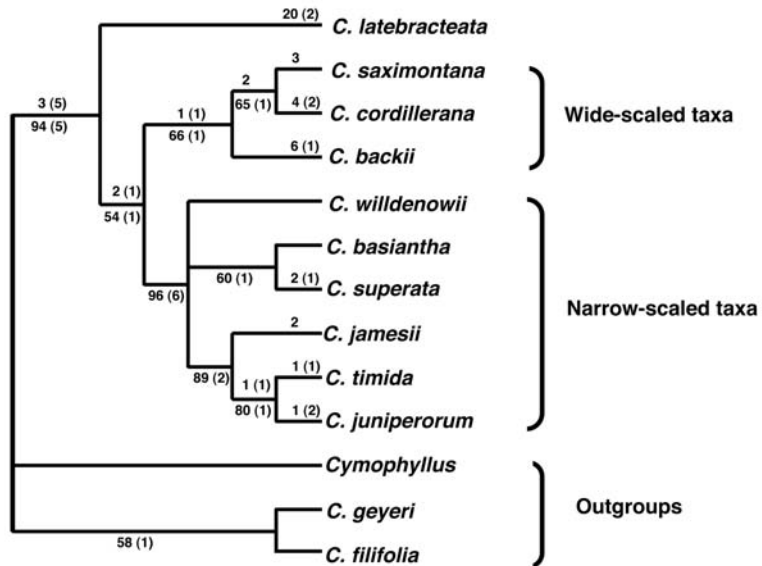 20 (2)
C. latebracteata
3
C. saximontana
2
3 (5)
1 (1)
65 (1)
4 (2)
C. cordillerana
Wide-scaled taxa
94 (5)
66 (1)
6 (1)
C. backii
2 (1)
54 (1)
C. willdenowii
C. basiantha
60 (1)
2 (1)
C. superata
96 (6)
Narrow-scaled taxa
2
C. jamesii
89 (2)
1 (1)
1 (1)
C. timida
80 (1)
1 (2)
C. juniperorum
Cymophyllus
C. geyeri
Outgroups
58 (1)
C. filifolia